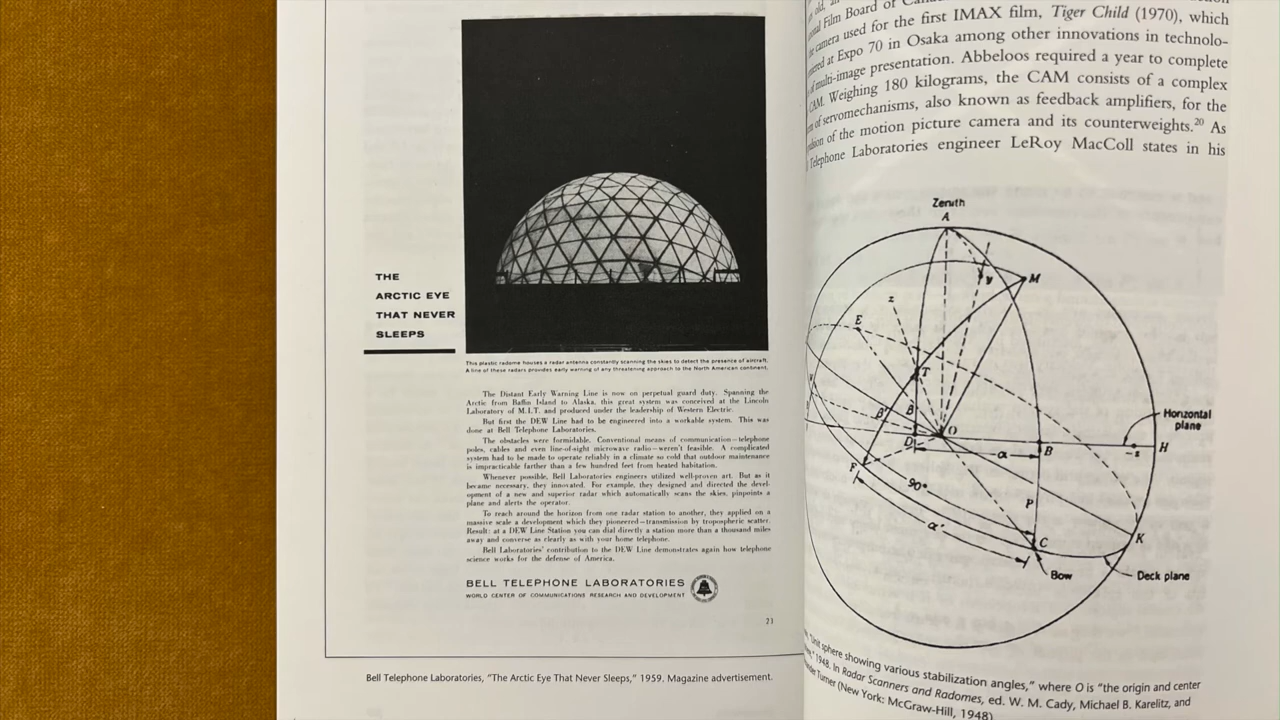 THE
ARCTIC EYE
THAT NEVER
SLEEPS
This plastic radome houses a radar antenna constantly scanning the skies to detect the presence of aircraft.
A line of these radars provides early warning of any threatening approach to the North American continent.
The Distant Early Warning Line is now on perpetual guard duty. Spanning the
Arctic from Baffin Island to Alaska, this great system was conceived at the Lincoln
Laboratory of M.I.T. and produced under the leadership of Western Electric.
But first the DEW Line had to be engineered into a workable system. This was
done at Bell Telephone Laboratories.
The obstacles were formidable. Conventional means of communication—telephone
poles, cables and even line-of-sight microwave radio—weren't feasible. A complicated
system had to be made to operate reliably in a climate so cold that outdoor maintenance
is impracticable farther than a few hundred feet from heated habitation.
Whenever possible, Bell Laboratories engineers utilized well-proven art. But as it
became necessary, they innovated. For example, they designed and directed the devel-
opment of a new and superior radar which automatically scans the skies, pinpoints a
plane and alerts the operator.
To reach around the horizon from one radar station to another, they applied on a
massive scale a development which they pioneered—transmission by tropospheric scatter.
Result: at a DEW Line Station you can dial directly a station more than a thousand miles
away and converse as clearly as with your home telephone.
Bell Laboratories' contribution to the DEW Line demonstrates again how telephone
science works for the defense of America.
BELL TELEPHONE LABORATORIES
WORLD CENTER OF COMMUNICATIONS RESEARCH AND DEVELOPMENT
23
Bell Telephone Laboratories, "The Arctic Eye That Never Sleeps," 1959. Magazine advertisement.
old, an
Film Board of
camera used for the first IMAX film, Tiger Child (1970), which
at Expo 70 in Osaka among other innovations in technolo-
of multi-image presentation. Abbeloos required a year to complete
CAM. Weighing 180 kilograms, the CAM consists of a complex
of servomechanisms, also known as feedback amplifiers, for the
of the motion picture camera and its counterweights.20 As
Telephone Laboratories engineer LeRoy MacColl states in his
Zenith
A
y
M
z
E
T
β'
β
O
D
Horizontal
plane
H
-s
B
α
F
90°
P
α'
C
K
Bow
Deck plane
"Unit sphere showing various stabilization angles," where O is "the origin and center
1948. In Radar Scanners and Radomes, ed. W. M. Cady, Michael B. Karelitz, and
Turner (New York: McGraw-Hill, 1948)